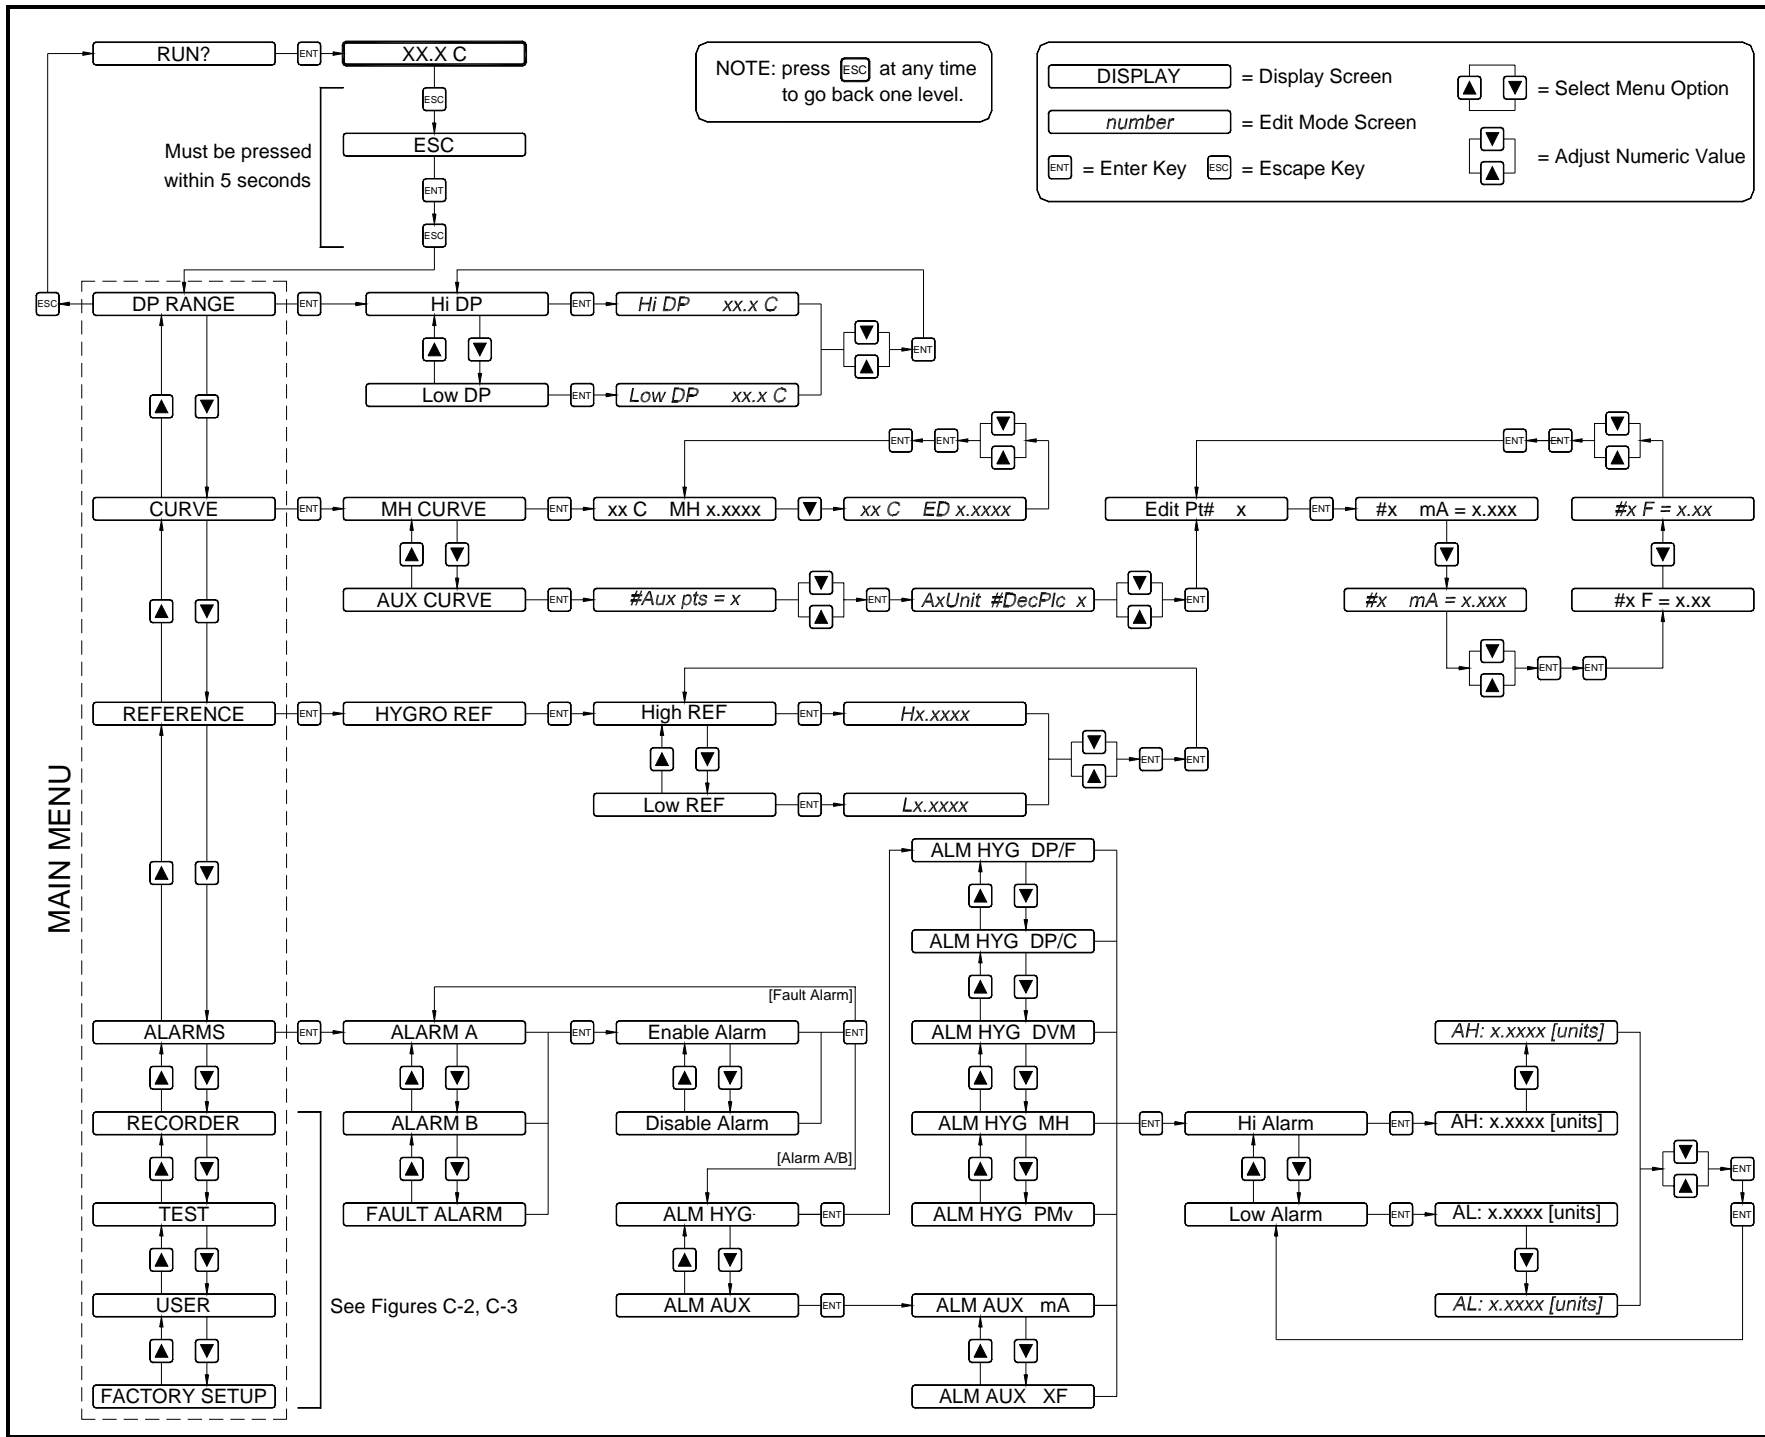 RUN?
ENT
XX.X C
NOTE: press ESC at any time
to go back one level.
DISPLAY
= Display Screen
number
= Edit Mode Screen
ENT = Enter Key
ESC = Escape Key
= Select Menu Option
= Adjust Numeric Value
ESC
ESC
ENT
ESC
Must be pressed
within 5 seconds
MAIN MENU
ESC
DP RANGE
ENT
Hi DP
ENT
Hi DP xx.x C
ENT
Low DP
ENT
Low DP xx.x C
CURVE
ENT
MH CURVE
ENT
xx C MH x.xxxx
xx C ED x.xxxx
ENT
ENT
AUX CURVE
ENT
#Aux pts = x
ENT
AxUnit #DecPlc x
ENT
Edit Pt# x
ENT
#x mA = x.xxx
#x mA = x.xxx
ENT
ENT
#x F = x.xx
#x F = x.xx
ENT
ENT
REFERENCE
ENT
HYGRO REF
ENT
High REF
ENT
Hx.xxxx
ENT
ENT
Low REF
ENT
Lx.xxxx
ALARMS
ENT
ALARM A
ENT
Enable Alarm
ENT
[Fault Alarm]
ALARM B
Disable Alarm
[Alarm A/B]
FAULT ALARM
ALM HYG
ENT
ALM AUX
ENT
ALM HYG DP/F
ALM HYG DP/C
ALM HYG DVM
ALM HYG MH
ALM HYG PMv
ALM AUX mA
ALM AUX XF
ENT
Hi Alarm
ENT
AH: x.xxxx [units]
AH: x.xxxx [units]
Low Alarm
ENT
AL: x.xxxx [units]
AL: x.xxxx [units]
ENT
ENT
RECORDER
TEST
USER
FACTORY SETUP
See Figures C-2, C-3